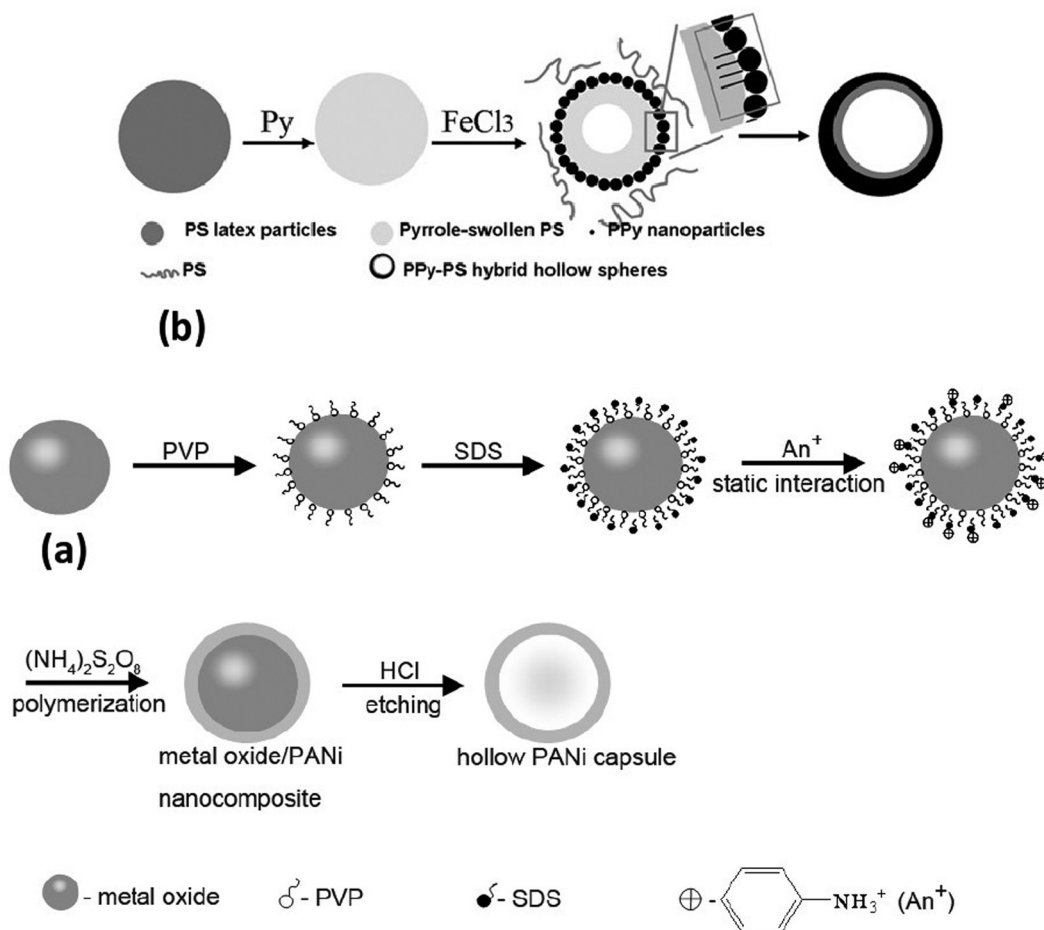 Py
FeCl₃
PS latex particles
Pyrrole-swollen PS
PPy nanoparticles
PS
PPy-PS hybrid hollow spheres
(b)
PVP
SDS
An⁺
static interaction
(a)
(NH₄)₂S₂O₈
polymerization
HCl
etching
metal oxide/PANi
nanocomposite
hollow PANi capsule
- metal oxide
- PVP
- SDS
- NH₃⁺ (An⁺)